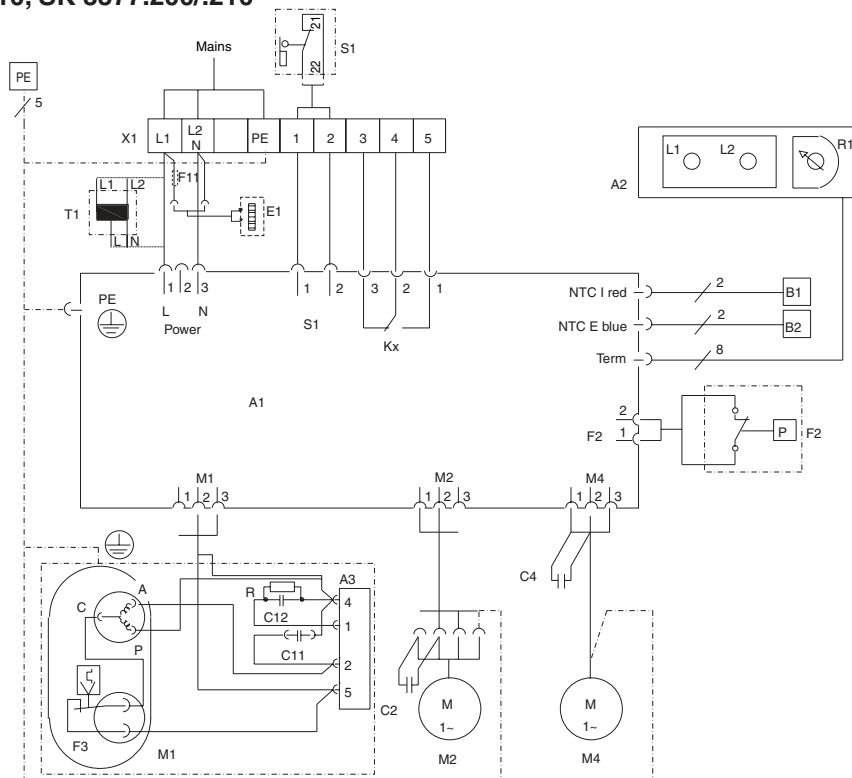 SK 3377.200/.210
Mains
21
22
S1
PE
5
X1
L1
L2
N
PE
1
2
3
4
5
L1
L2
R1
A2
F11
L1
L2
T1
L
N
E1
1
2
3
1
2
3
2
1
PE
L
N
Power
S1
Kx
NTC I red
2
B1
NTC E blue
2
B2
Term
8
A1
2
1
F2
P
F2
M1
1
2
3
M2
1
2
3
M4
1
2
3
C4
A
C
P
R
C12
C11
A3
4
1
2
5
F3
M1
C2
M
1~
M2
M
1~
M4